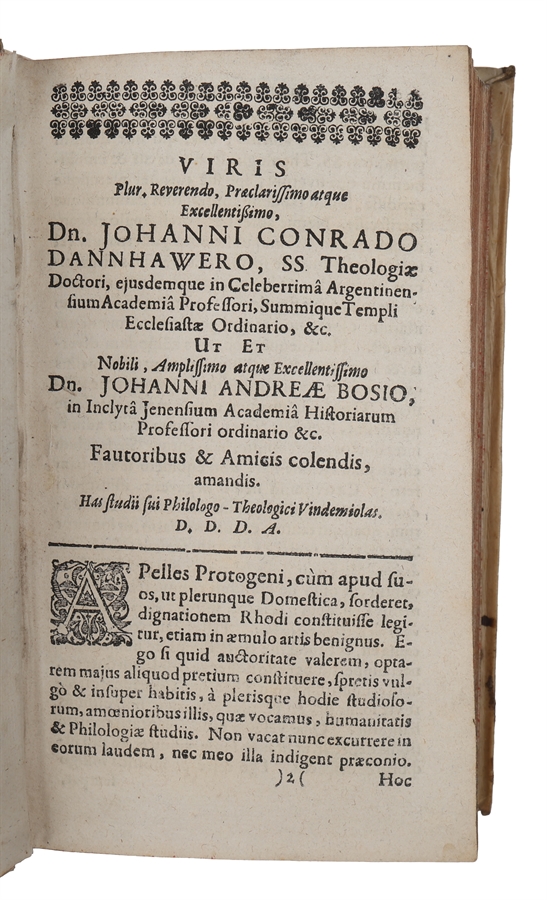 VIRIS
Plur. Reverendo, Præclarissimo atque
Excellentißimo,
Dn. JOHANNI CONRADO
DANNHAWERO, SS. Theologiæ
Doctori, ejusdemque in Celeberrimâ Argentinen-
sium Academiâ Professori, Summique Templi
Ecclesiastæ Ordinario, &c.
UT ET
Nobili, Amplissimo atque Excellentissimo
Dn. JOHANNI ANDREÆ BOSIO,
in Inclytâ Jenensium Academiâ Historiarum
Professori ordinario &c.
Fautoribus & Amicis colendis,
amandis.
Has studii sui Philologo-Theologici Vindemiolas.
D. D. D. A.
APelles Protogeni, cùm apud su-
os, ut plerunque Domestica, sorderet,
dignationem Rhodi constituisse legi-
tur, etiam in æmulo artis benignus. E-
go si quid auctoritate valerem, opta-
rem majus aliquod pretium constituere, spretis vul-
gò & insuper habitis, à plerisque hodie studioso-
rum, amœnioribus illis, quæ vocamus, humanitatis
& Philologiæ studiis. Non vacat nunc excurrere in
eorum laudem, nec meo illa indigent præconio.
)2( Hoc